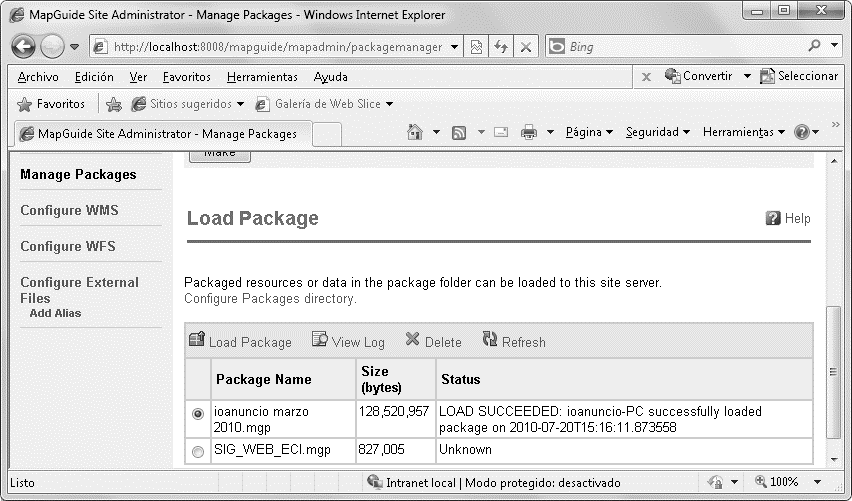 MapGuide Site Administrator - Manage Packages - Windows Internet Explorer
http://localhost:8008/mapguide/mapadmin/packagemanager
Bing
Archivo Edición Ver Favoritos Herramientas Ayuda
Convertir Seleccionar
Favoritos Sitios sugeridos Galería de Web Slice
MapGuide Site Administrator - Manage Packages
Página Seguridad Herramientas
Make
Manage Packages
Configure WMS
Configure WFS
Configure External
Files
Add Alias
Load Package
Help
Packaged resources or data in the package folder can be loaded to this site server.
Configure Packages directory.
Load Package View Log Delete Refresh
Package Name Size (bytes) Status
ioanuncio marzo 2010.mgp 128,520,957 LOAD SUCCEEDED: ioanuncio-PC successfully loaded package on 2010-07-20T15:16:11.873558
SIG_WEB_ECI.mgp 827,005 Unknown
Listo Intranet local | Modo protegido: desactivado 100%